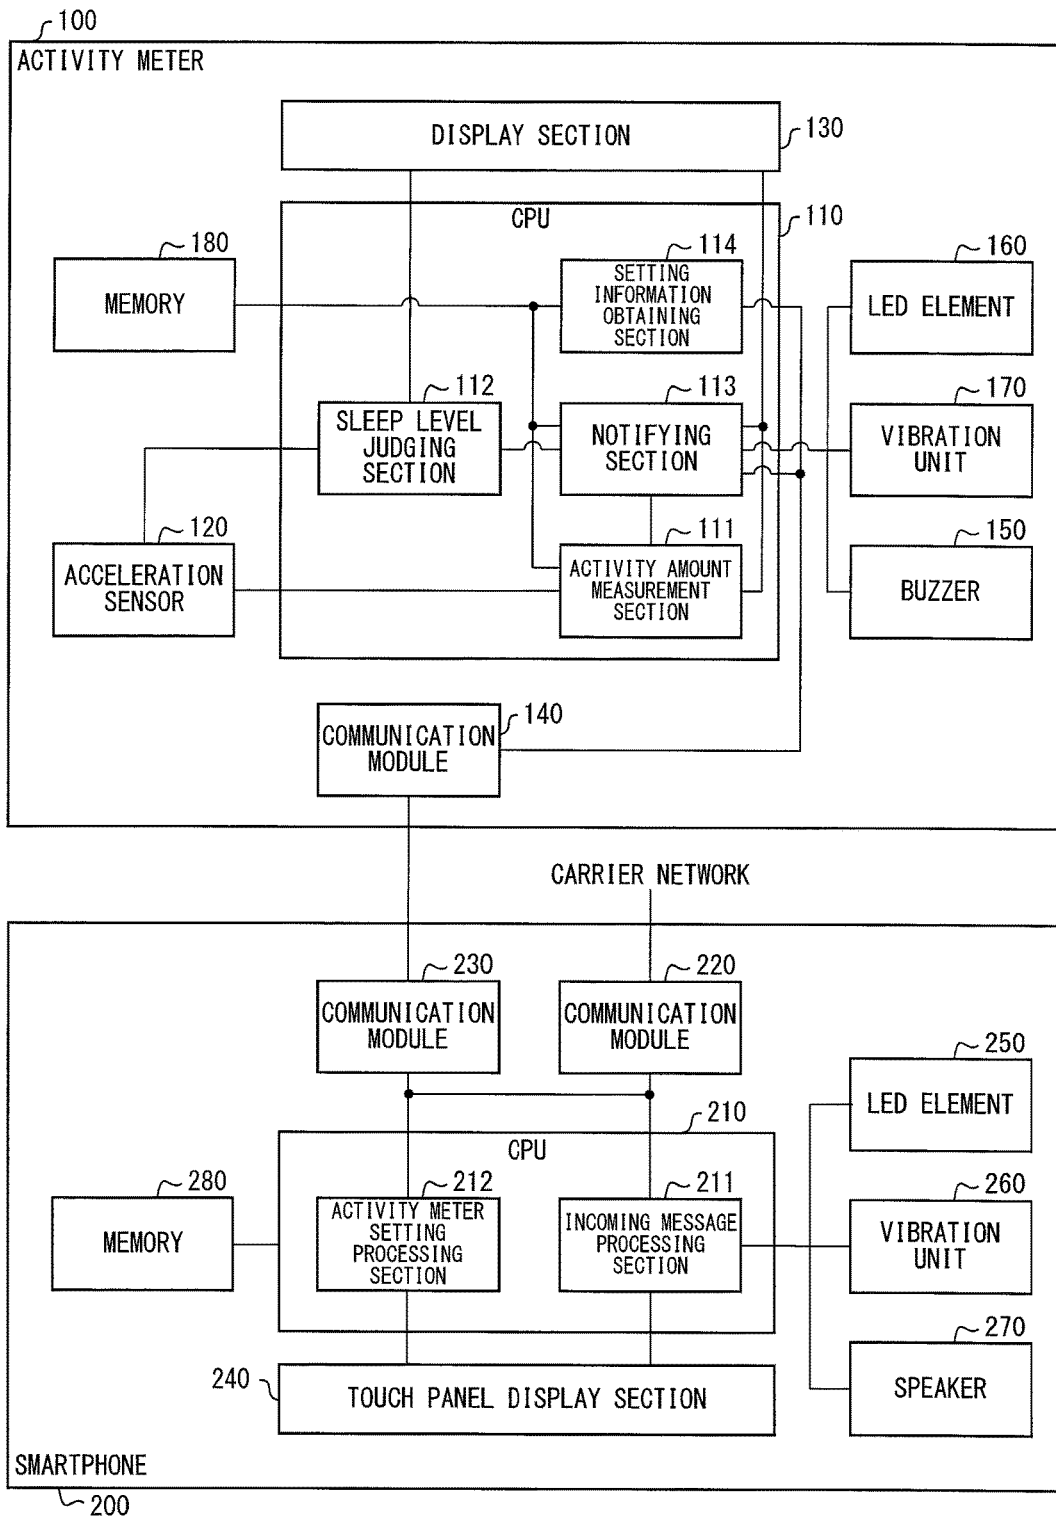 100
ACTIVITY METER
DISPLAY SECTION
130
CPU
110
180
MEMORY
114
SETTING
INFORMATION
OBTAINING
SECTION
160
LED ELEMENT
112
SLEEP LEVEL
JUDGING
SECTION
113
NOTIFYING
SECTION
170
VIBRATION
UNIT
120
ACCELERATION
SENSOR
111
ACTIVITY AMOUNT
MEASUREMENT
SECTION
150
BUZZER
140
COMMUNICATION
MODULE
CARRIER NETWORK
230
COMMUNICATION
MODULE
220
COMMUNICATION
MODULE
250
LED ELEMENT
210
CPU
280
MEMORY
212
ACTIVITY METER
SETTING
PROCESSING
SECTION
211
INCOMING MESSAGE
PROCESSING
SECTION
260
VIBRATION
UNIT
240
TOUCH PANEL DISPLAY SECTION
270
SPEAKER
SMARTPHONE
200